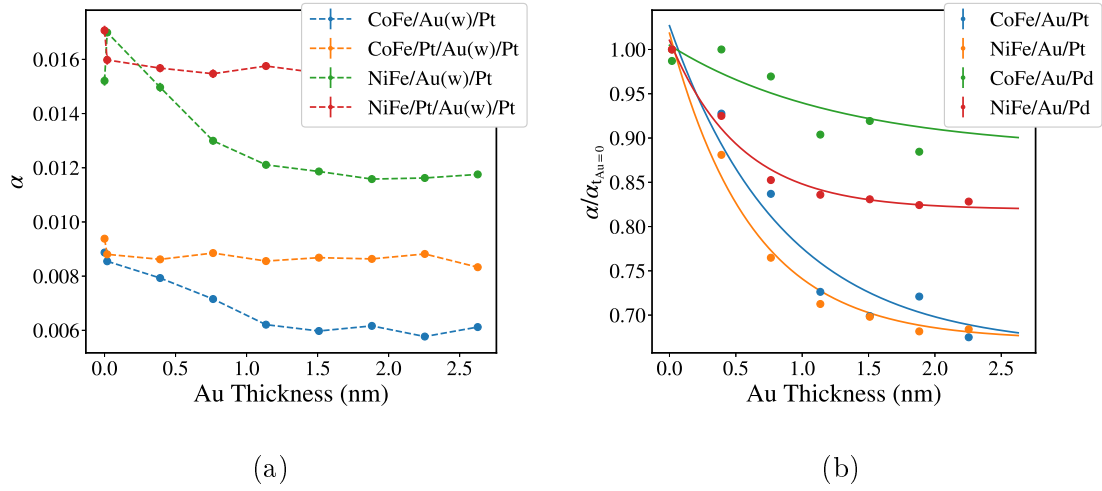 0.016
0.014
0.012
0.010
0.008
0.006
α
0.0 0.5 1.0 1.5 2.0 2.5
Au Thickness (nm)
CoFe/Au(w)/Pt
CoFe/Pt/Au(w)/Pt
NiFe/Au(w)/Pt
NiFe/Pt/Au(w)/Pt
(a)
1.00
0.95
0.90
0.85
0.80
0.75
0.70
α/α_{t_{Au=0}}
0.0 0.5 1.0 1.5 2.0 2.5
Au Thickness (nm)
CoFe/Au/Pt
NiFe/Au/Pt
CoFe/Au/Pd
NiFe/Au/Pd
(b)